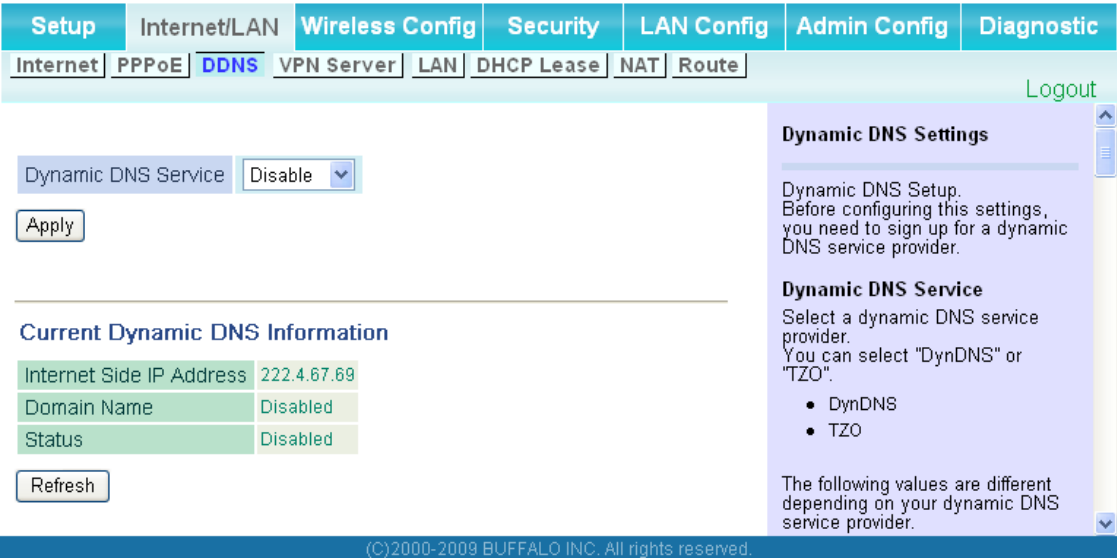 Setup Internet/LAN Wireless Config Security LAN Config Admin Config Diagnostic
Internet PPPoE DDNS VPN Server LAN DHCP Lease NAT Route
Logout
Dynamic DNS Service Disable
Apply
Current Dynamic DNS Information
Internet Side IP Address 222.4.67.69
Domain Name Disabled
Status Disabled
Refresh
Dynamic DNS Settings
Dynamic DNS Setup.
Before configuring this settings,
you need to sign up for a dynamic
DNS service provider.
Dynamic DNS Service
Select a dynamic DNS service
provider.
You can select "DynDNS" or
"TZO".
• DynDNS
• TZO
The following values are different
depending on your dynamic DNS
service provider.
(C)2000-2009 BUFFALO INC. All rights reserved.